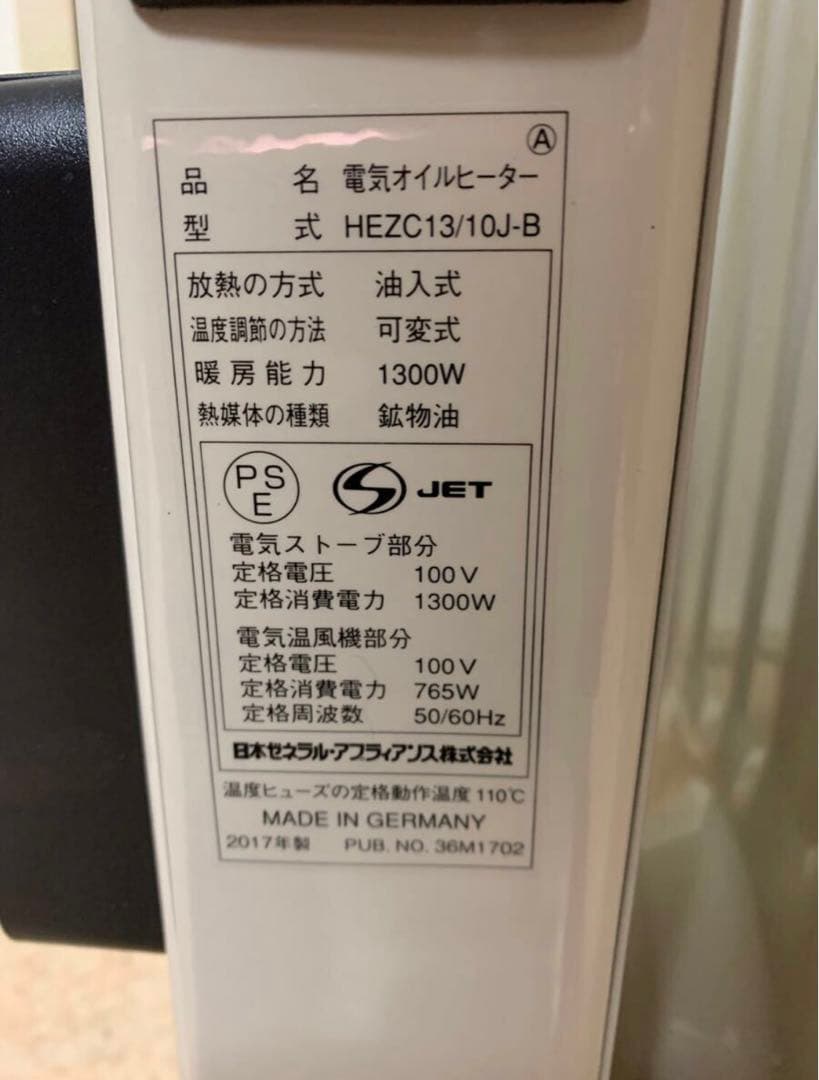 Ⓐ
品名 電気オイルヒーター
型式 HEZC13/10J-B
放熱の方式 油入式
温度調節の方法 可変式
暖房能力 1300W
熱媒体の種類 鉱物油
PS
E
JET
電気ストーブ部分
定格電圧 100V
定格消費電力 1300W
電気温風機部分
定格電圧 100V
定格消費電力 765W
定格周波数 50/60Hz
日本ゼネラル・アプライアンス株式会社
温度ヒューズの定格動作温度 110℃
MADE IN GERMANY
2017年製 PUB. NO. 36M1702